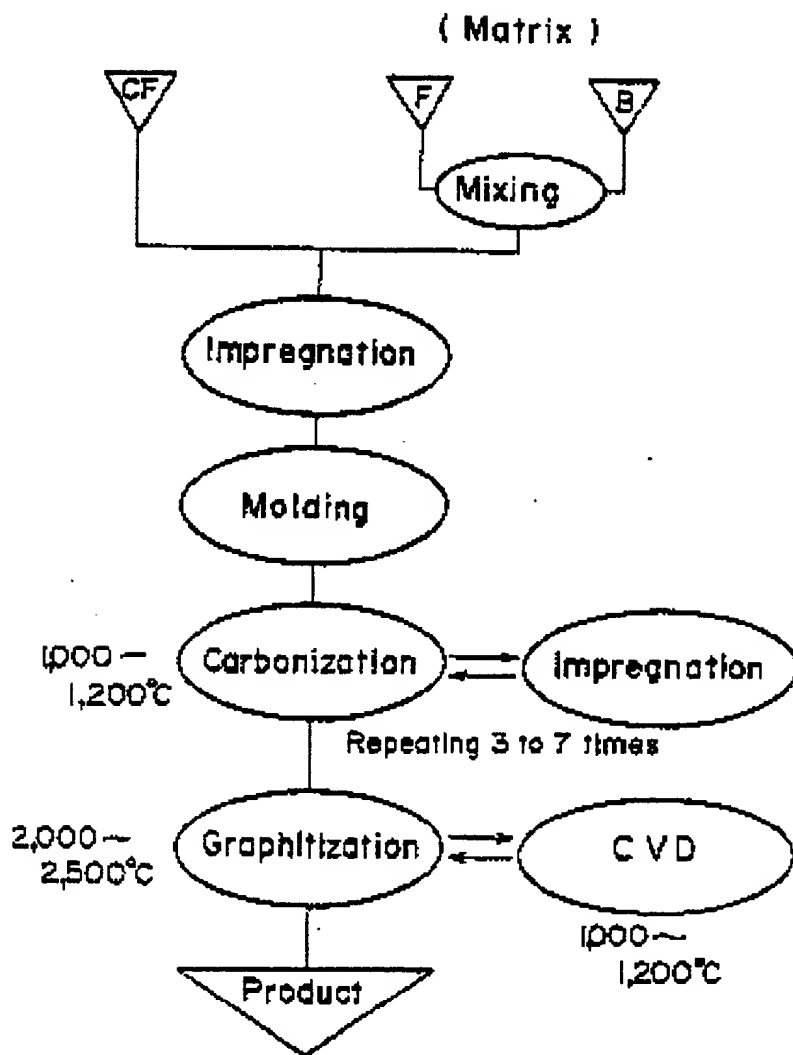 ( Matrix )
CF
F
B
Mixing
Impregnation
Molding
1,000~
1,200°C
Carbonization
Impregnation
Repeating 3 to 7 times
2,000~
2,500°C
Graphitization
CVD
1,000~
1,200°C
Product